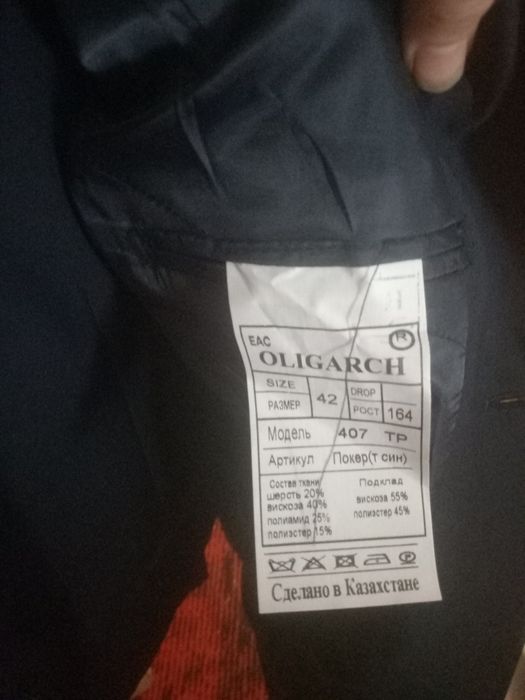 EAC
®
OLIGARCH
SIZE
РАЗМЕР
42
DROP
РОСТ 164
Модель 407 ТР
Артикул Покер(т син)
Состав ткани
шерсть 20%
вискоза 40%
полиамид 25%
полиэстер 15%
Подклад
вискоза 55%
полиэстер 45%
Сделано в Казахстане